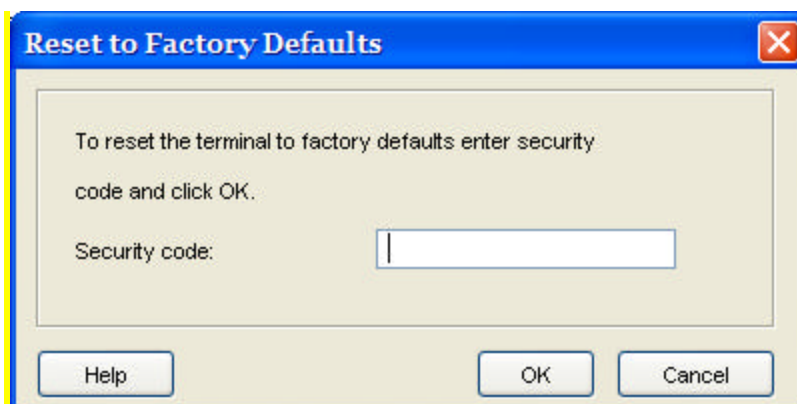 Reset to Factory Defaults
To reset the terminal to factory defaults enter security
code and click OK.
Security code:
Help
OK
Cancel